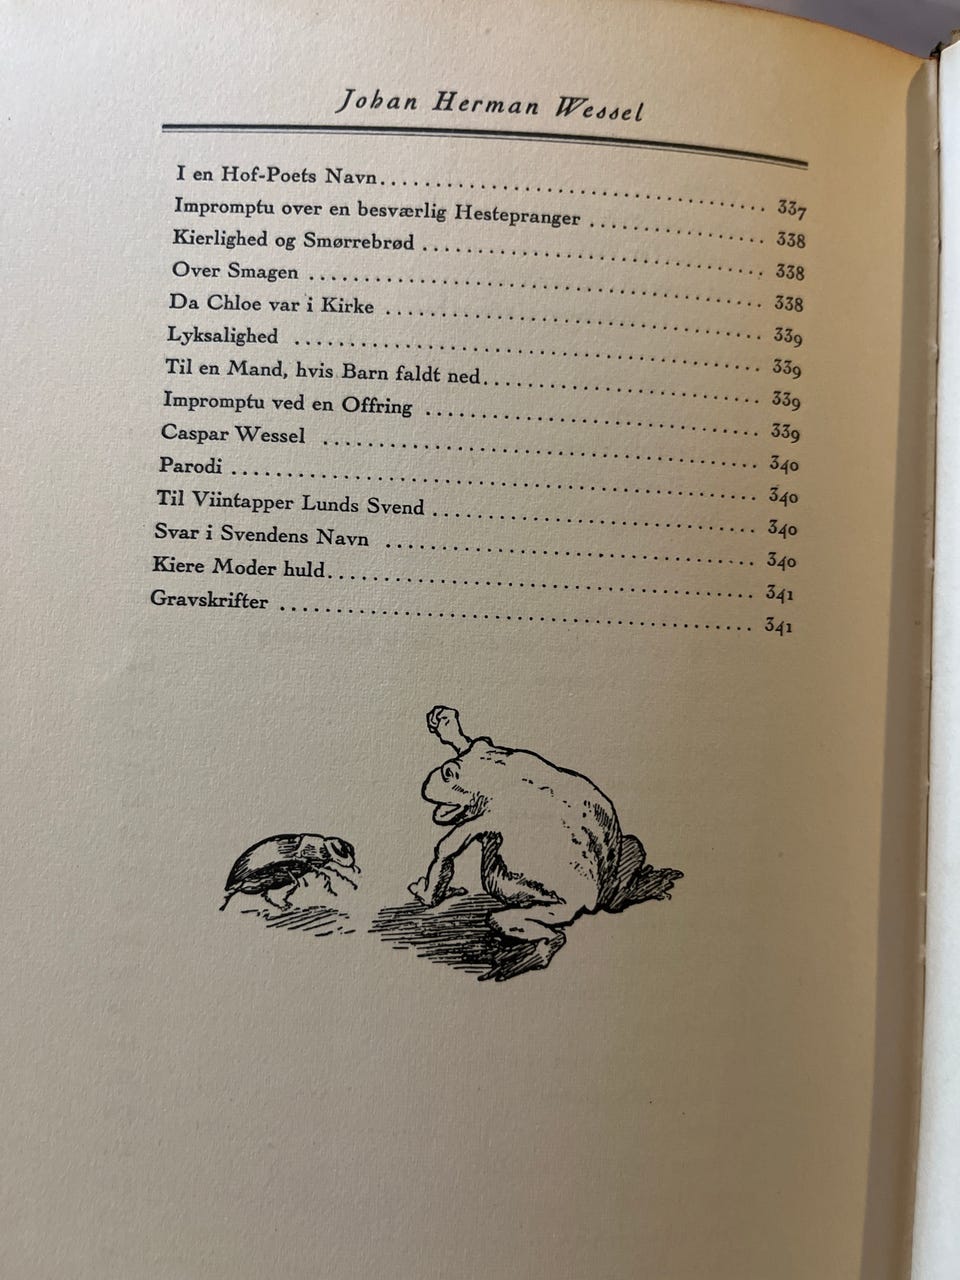 Johan Herman Wessel
I en Hof-Poets Navn........................................ 337
Impromptu over en besværlig Hestepranger ................ 338
Kierlighed og Smørrebrød ................................ 338
Over Smagen ............................................. 338
Da Chloe var i Kirke .................................... 339
Lyksalighed ............................................. 339
Til en Mand, hvis Barn faldt ned......................... 339
Impromptu ved en Offring ................................ 339
Caspar Wessel ........................................... 340
Parodi .................................................. 340
Til Viintapper Lunds Svend .............................. 340
Svar i Svendens Navn .................................... 340
Kiere Moder huld......................................... 341
Gravskrifter ............................................ 341